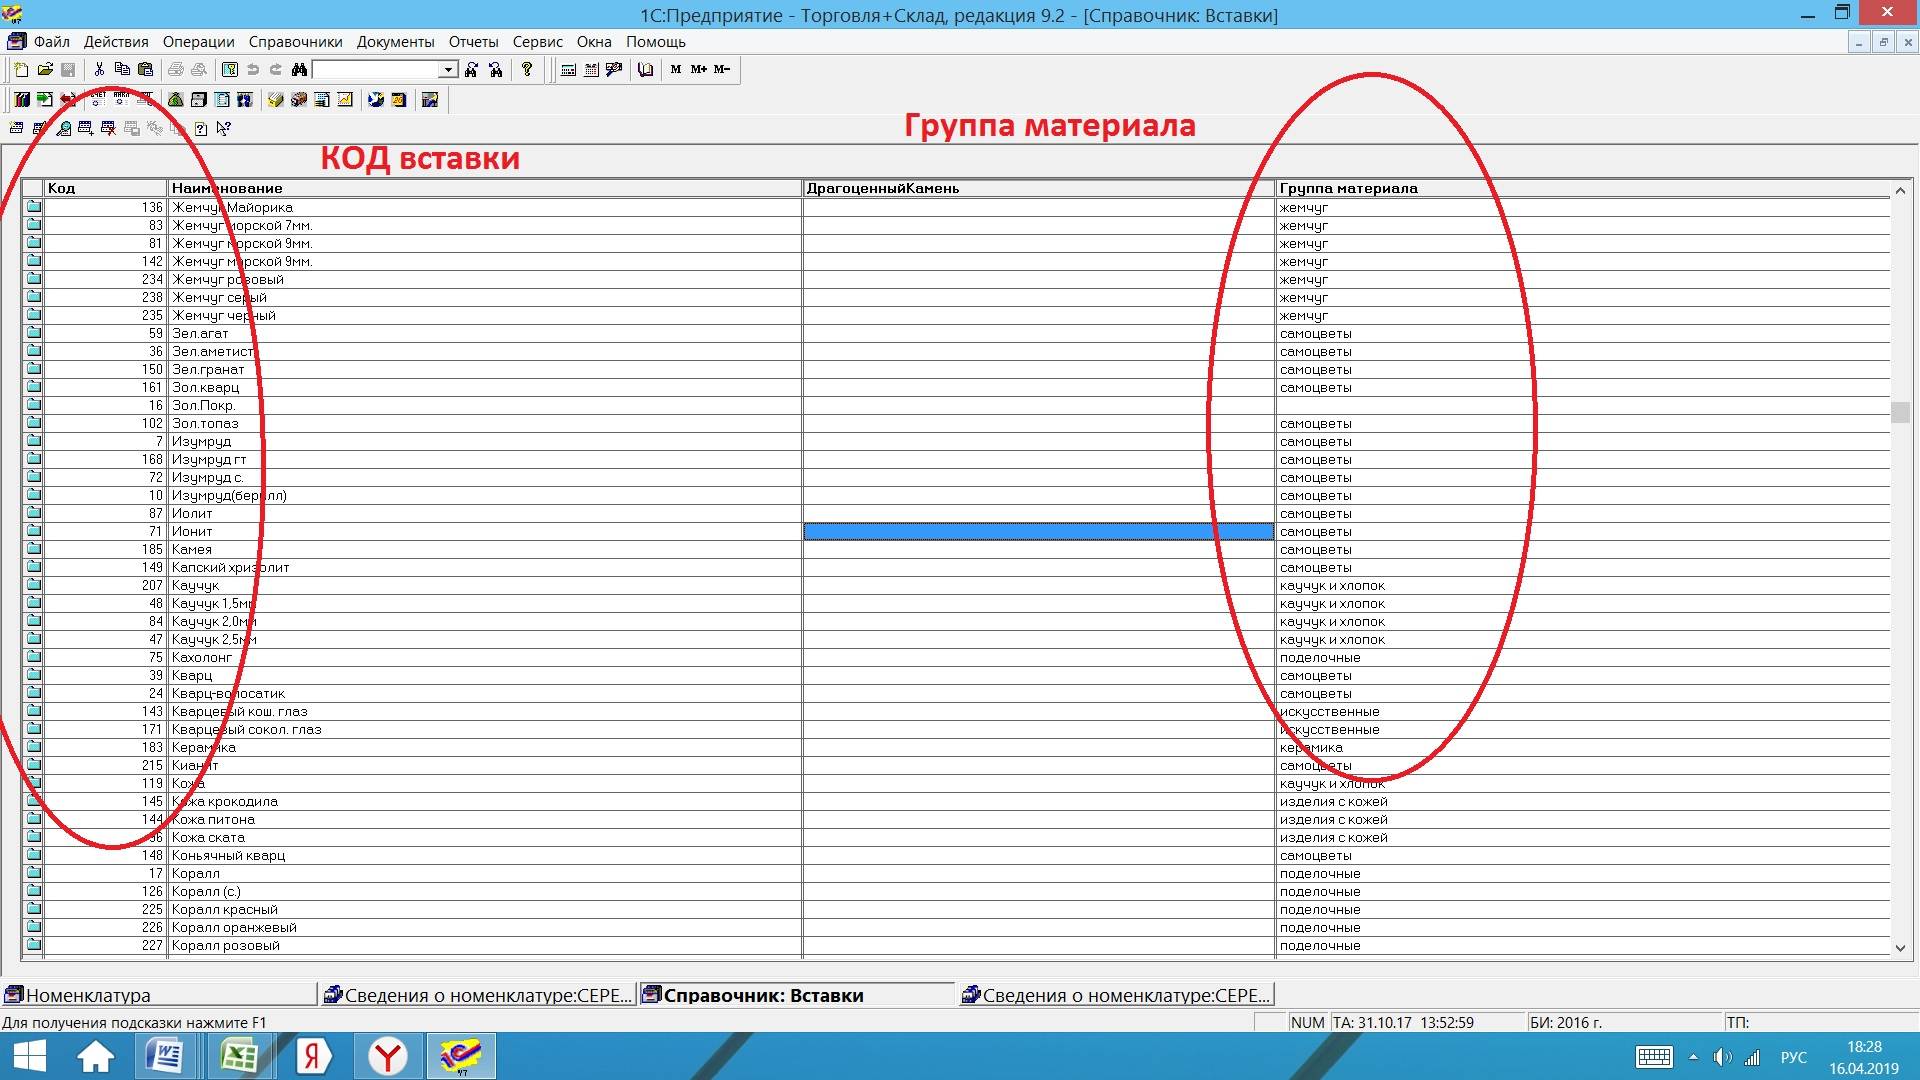 1С:Предприятие - Торговля+Склад, редакция 9.2 - [Справочник: Вставки]
Файл Действия Операции Справочники Документы Отчеты Сервис Окна Помощь
M M+ M-
Группа материала
КОД вставки
Код Наименование ДрагоценныйКамень Группа материала
136 Жемчуг Майорика жемчуг
83 Жемчуг морской 7мм. жемчуг
81 Жемчуг морской 9мм. жемчуг
142 Жемчуг морской 9мм. жемчуг
234 Жемчуг розовый жемчуг
238 Жемчуг серый жемчуг
235 Жемчуг черный жемчуг
59 Зел.агат самоцветы
36 Зел.аметист самоцветы
150 Зел.гранат самоцветы
161 Зол.кварц самоцветы
16 Зол.Покр.
102 Зол.топаз самоцветы
7 Изумруд самоцветы
168 Изумруд гт самоцветы
72 Изумруд с. самоцветы
10 Изумруд(берилл) самоцветы
87 Иолит самоцветы
71 Ионит самоцветы
185 Камея самоцветы
149 Капский хризолит самоцветы
207 Каучук каучук и хлопок
48 Каучук 1,5мм каучук и хлопок
84 Каучук 2,0мм каучук и хлопок
47 Каучук 2,5мм каучук и хлопок
75 Кахолонг поделочные
39 Кварц самоцветы
24 Кварц-волосатик самоцветы
143 Кварцевый кош. глаз искусственные
171 Кварцевый сокол. глаз искусственные
183 Керамика керамика
215 Кианит самоцветы
119 Кожа каучук и хлопок
145 Кожа крокодила изделия с кожей
144 Кожа питона изделия с кожей
96 Кожа ската изделия с кожей
148 Коньячный кварц самоцветы
17 Коралл поделочные
126 Коралл (с.) поделочные
225 Коралл красный поделочные
226 Коралл оранжевый поделочные
227 Коралл розовый поделочные
Номенклатура Сведения о номенклатуре:СЕРЕ... Справочник: Вставки Сведения о номенклатуре:СЕРЕ...
Для получения подсказки нажмите F1 NUM TA: 31.10.17 13:52:59 БИ: 2016 г. ТП:
РУС 18:28
16.04.2019